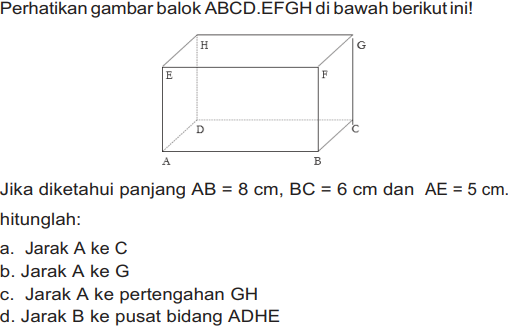 Perhatikan gambar balok ABCD.EFGH di bawah berikut ini!
H
G
E
F
D
C
A
B
Jika diketahui panjang AB = 8 cm, BC = 6 cm dan AE = 5 cm.
hitunglah:
a. Jarak A ke C
b. Jarak A ke G
c. Jarak A ke pertengahan GH
d. Jarak B ke pusat bidang ADHE